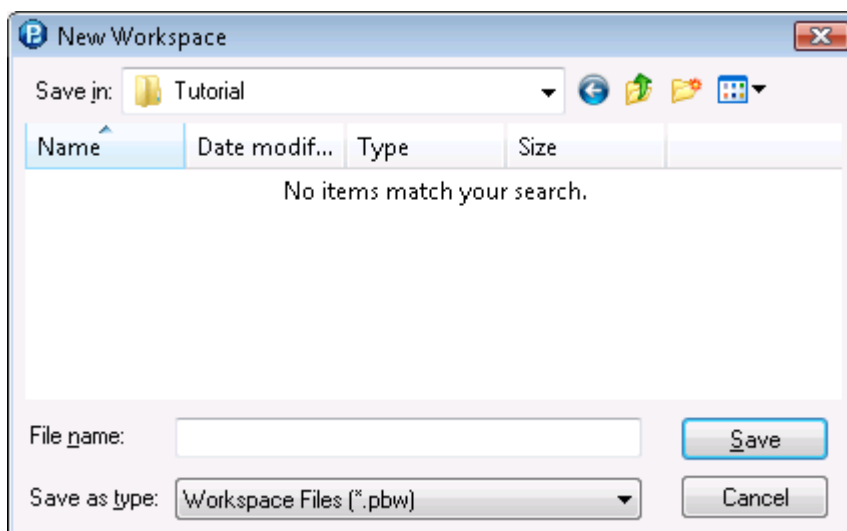 New Workspace
Save in: Tutorial
Name Date modif... Type Size
No items match your search.
File name: Save
Save as type: Workspace Files (*.pbw) Cancel